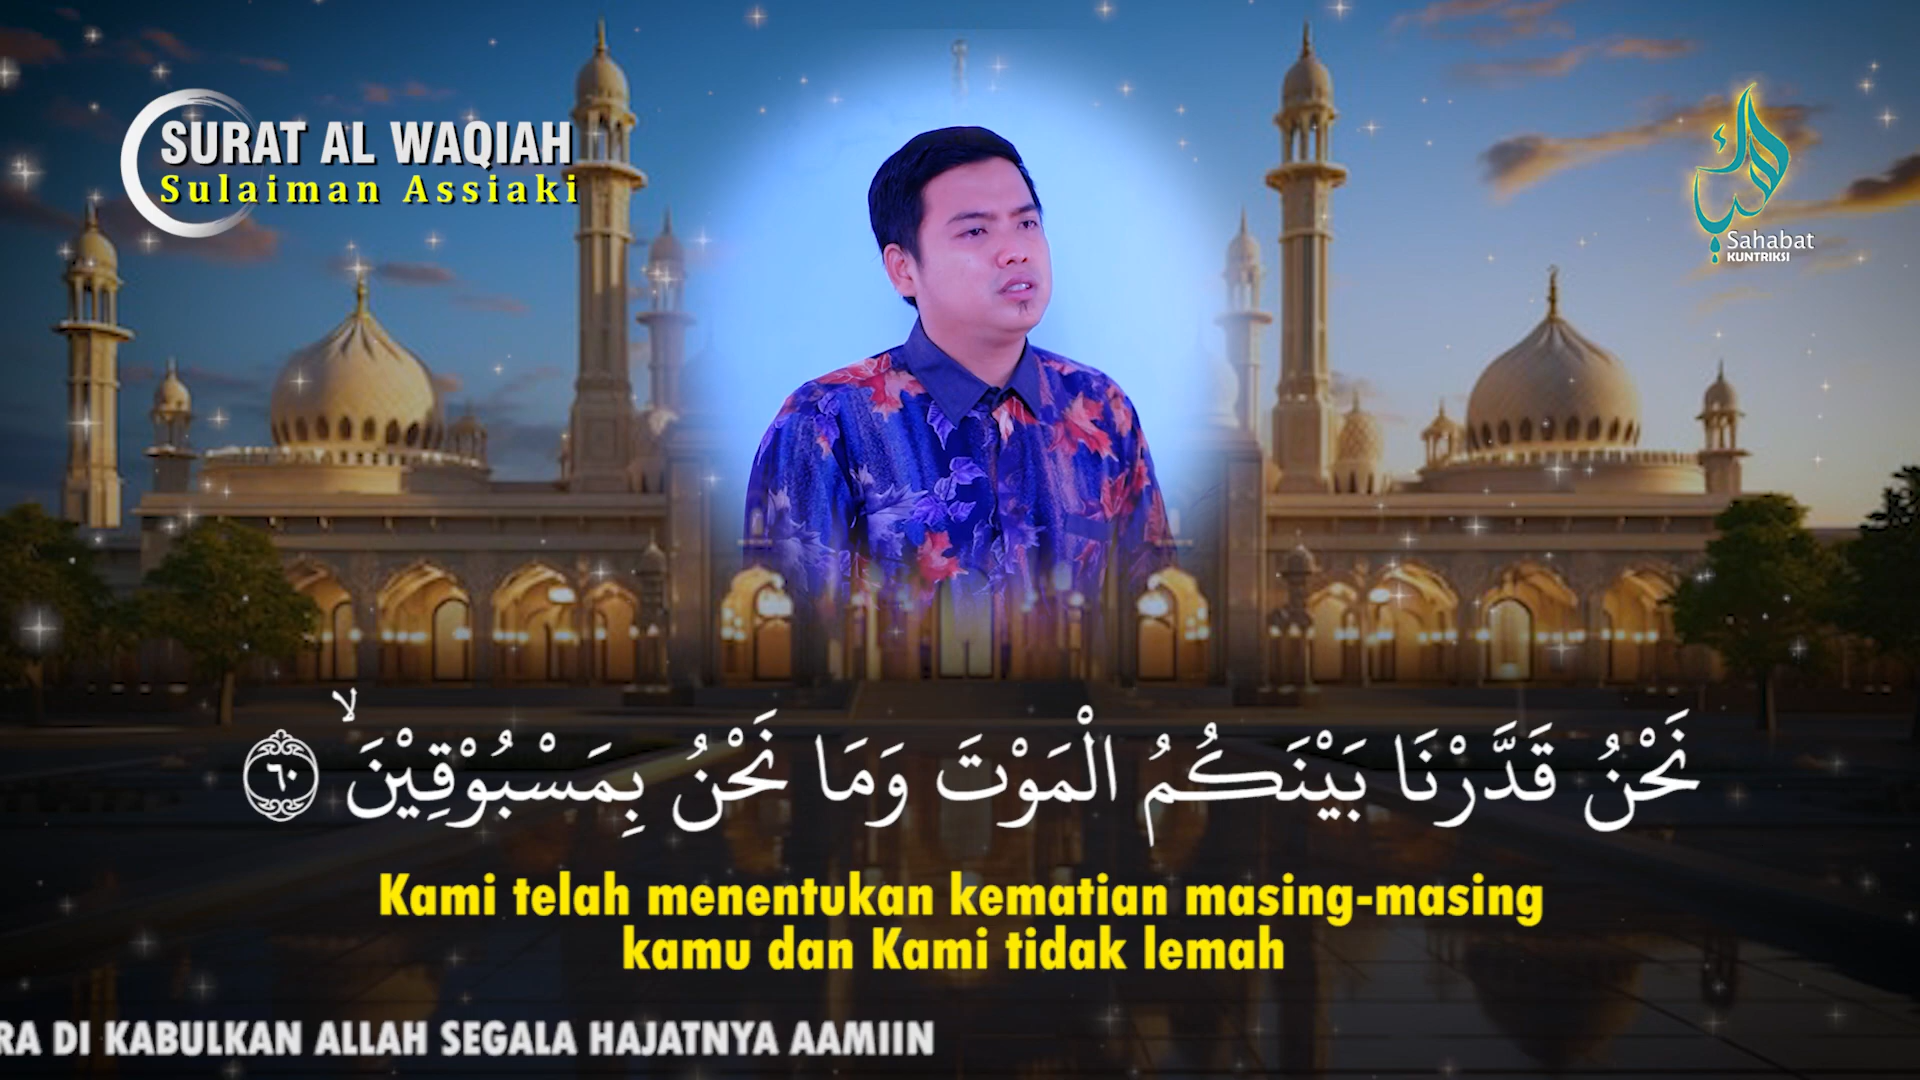 SURAT AL WAQIAH
Sulaiman Assiaki
Sahabat
KUNTRIKSI
نَحْنُ قَدَّرْنَا بَيْنَكُمُ الْمَوْتَ وَمَا نَحْنُ بِمَسْبُوْقِيْنَۙ ٦٠
Kami telah menentukan kematian masing-masing
kamu dan Kami tidak lemah
RA DI KABULKAN ALLAH SEGALA HAJATNYA AAMIIN